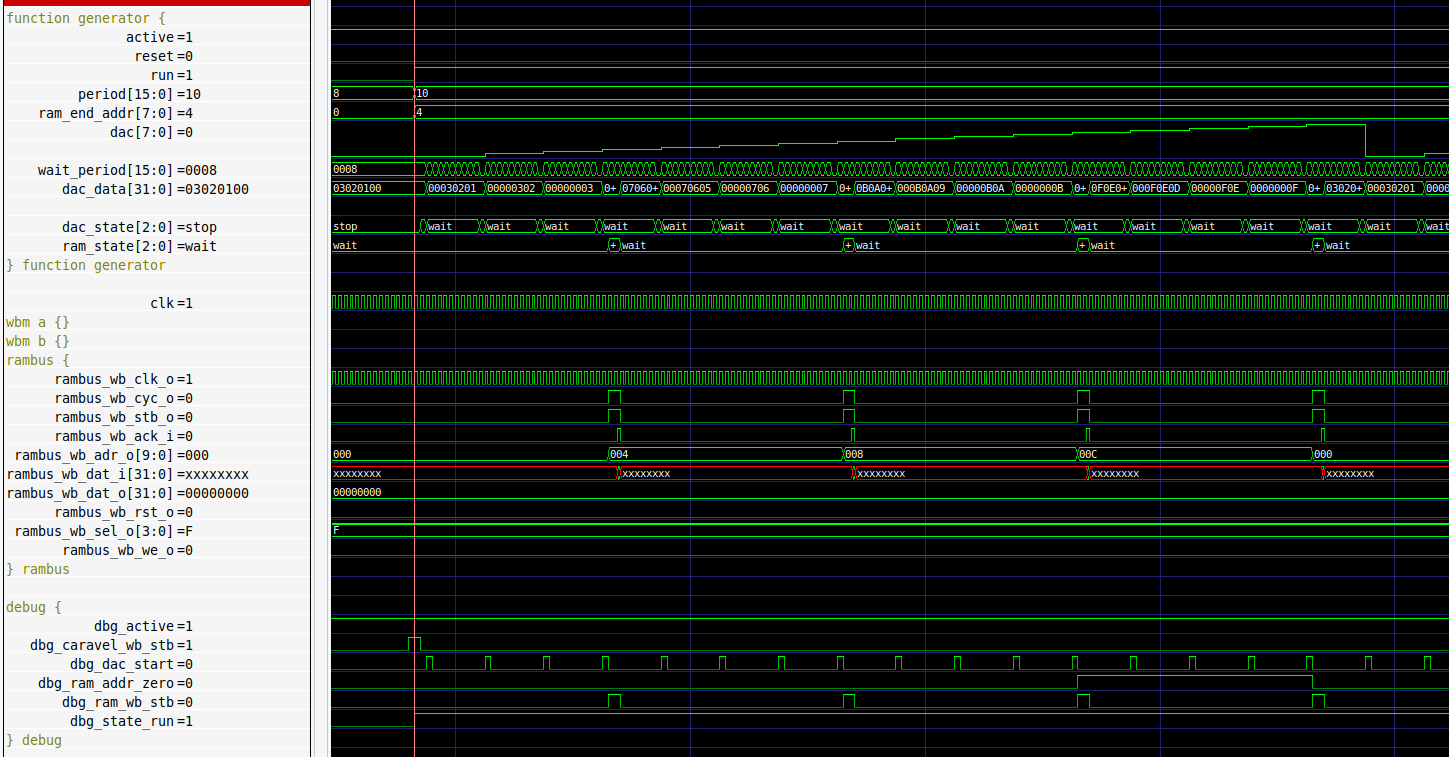 function generator {
active=1
reset=0
run=1
period[15:0]=10 8 10
ram_end_addr[7:0]=4 0 4
dac[7:0]=0
wait_period[15:0]=0008 0008
dac_data[31:0]=03020100 03020100 00030201 00000302 00000003 0+ 07060+ 00070605 00000706 00000007 0+ 0B0A0+ 000B0A09 00000B0A 0000000B 0+ 0F0E0+ 000F0E0D 00000F0E 0000000F 0+ 03020+ 00030201 0000
dac_state[2:0]=stop stop wait wait wait wait wait wait wait wait wait wait wait wait wait wait wait wait wait wait
ram_state[2:0]=wait wait + wait + wait + wait + wait
} function generator
clk=1
wbm a {}
wbm b {}
rambus {
rambus_wb_clk_o=1
rambus_wb_cyc_o=0
rambus_wb_stb_o=0
rambus_wb_ack_i=0
rambus_wb_adr_o[9:0]=000 000 004 008 00C 000
rambus_wb_dat_i[31:0]=xxxxxxxx xxxxxxxx xxxxxxxx xxxxxxxx xxxxxxxx xxxxxxxx
rambus_wb_dat_o[31:0]=00000000 00000000
rambus_wb_rst_o=0
rambus_wb_sel_o[3:0]=F F
rambus_wb_we_o=0
} rambus
debug {
dbg_active=1
dbg_caravel_wb_stb=1
dbg_dac_start=0
dbg_ram_addr_zero=0
dbg_ram_wb_stb=0
dbg_state_run=1
} debug